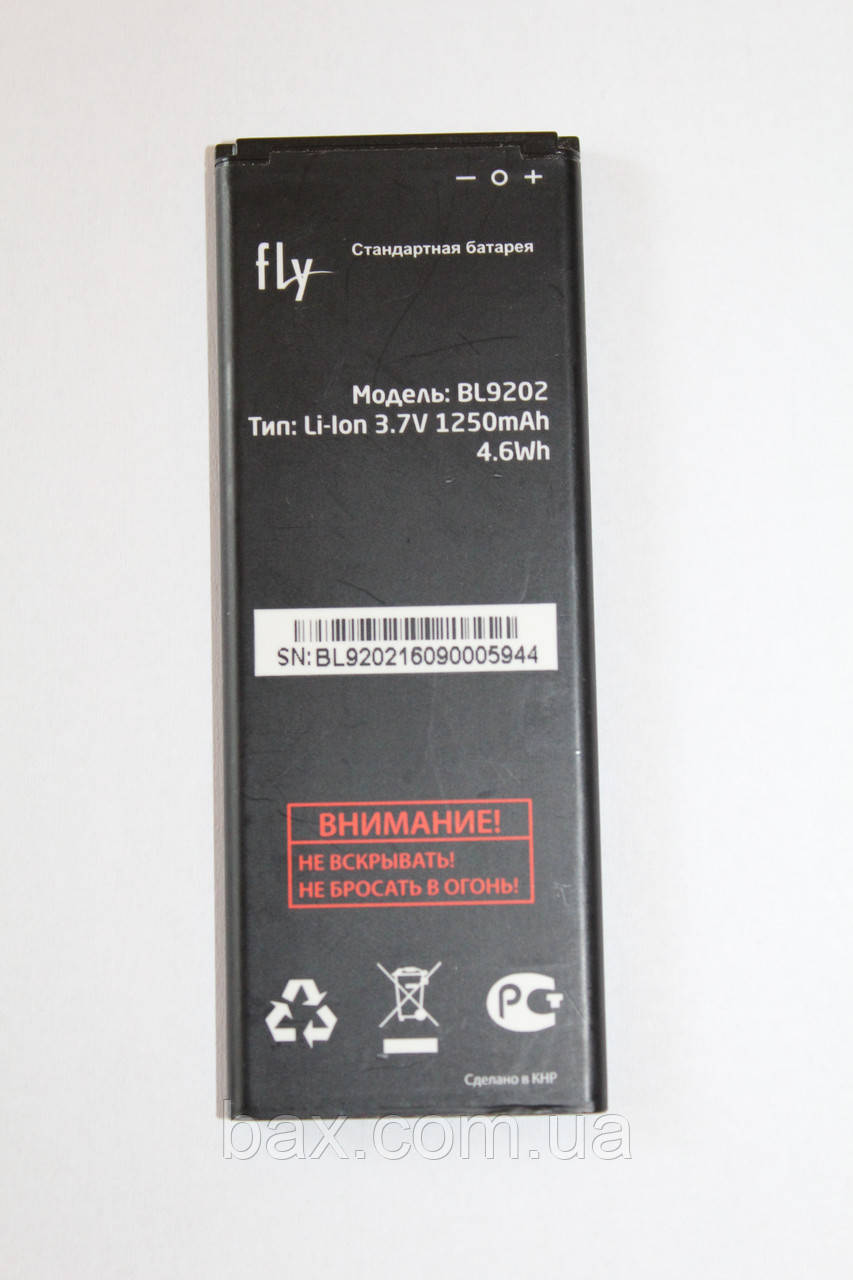 − o +
fly
Стандартная батарея
Модель: BL9202
Тип: Li-Ion 3.7V 1250mAh
4.6Wh
SN:BL920216090005944
ВНИМАНИЕ!
НЕ ВСКРЫВАТЬ!
НЕ БРОСАТЬ В ОГОНЬ!
РСТ
Сделано в КНР
bax.com.ua